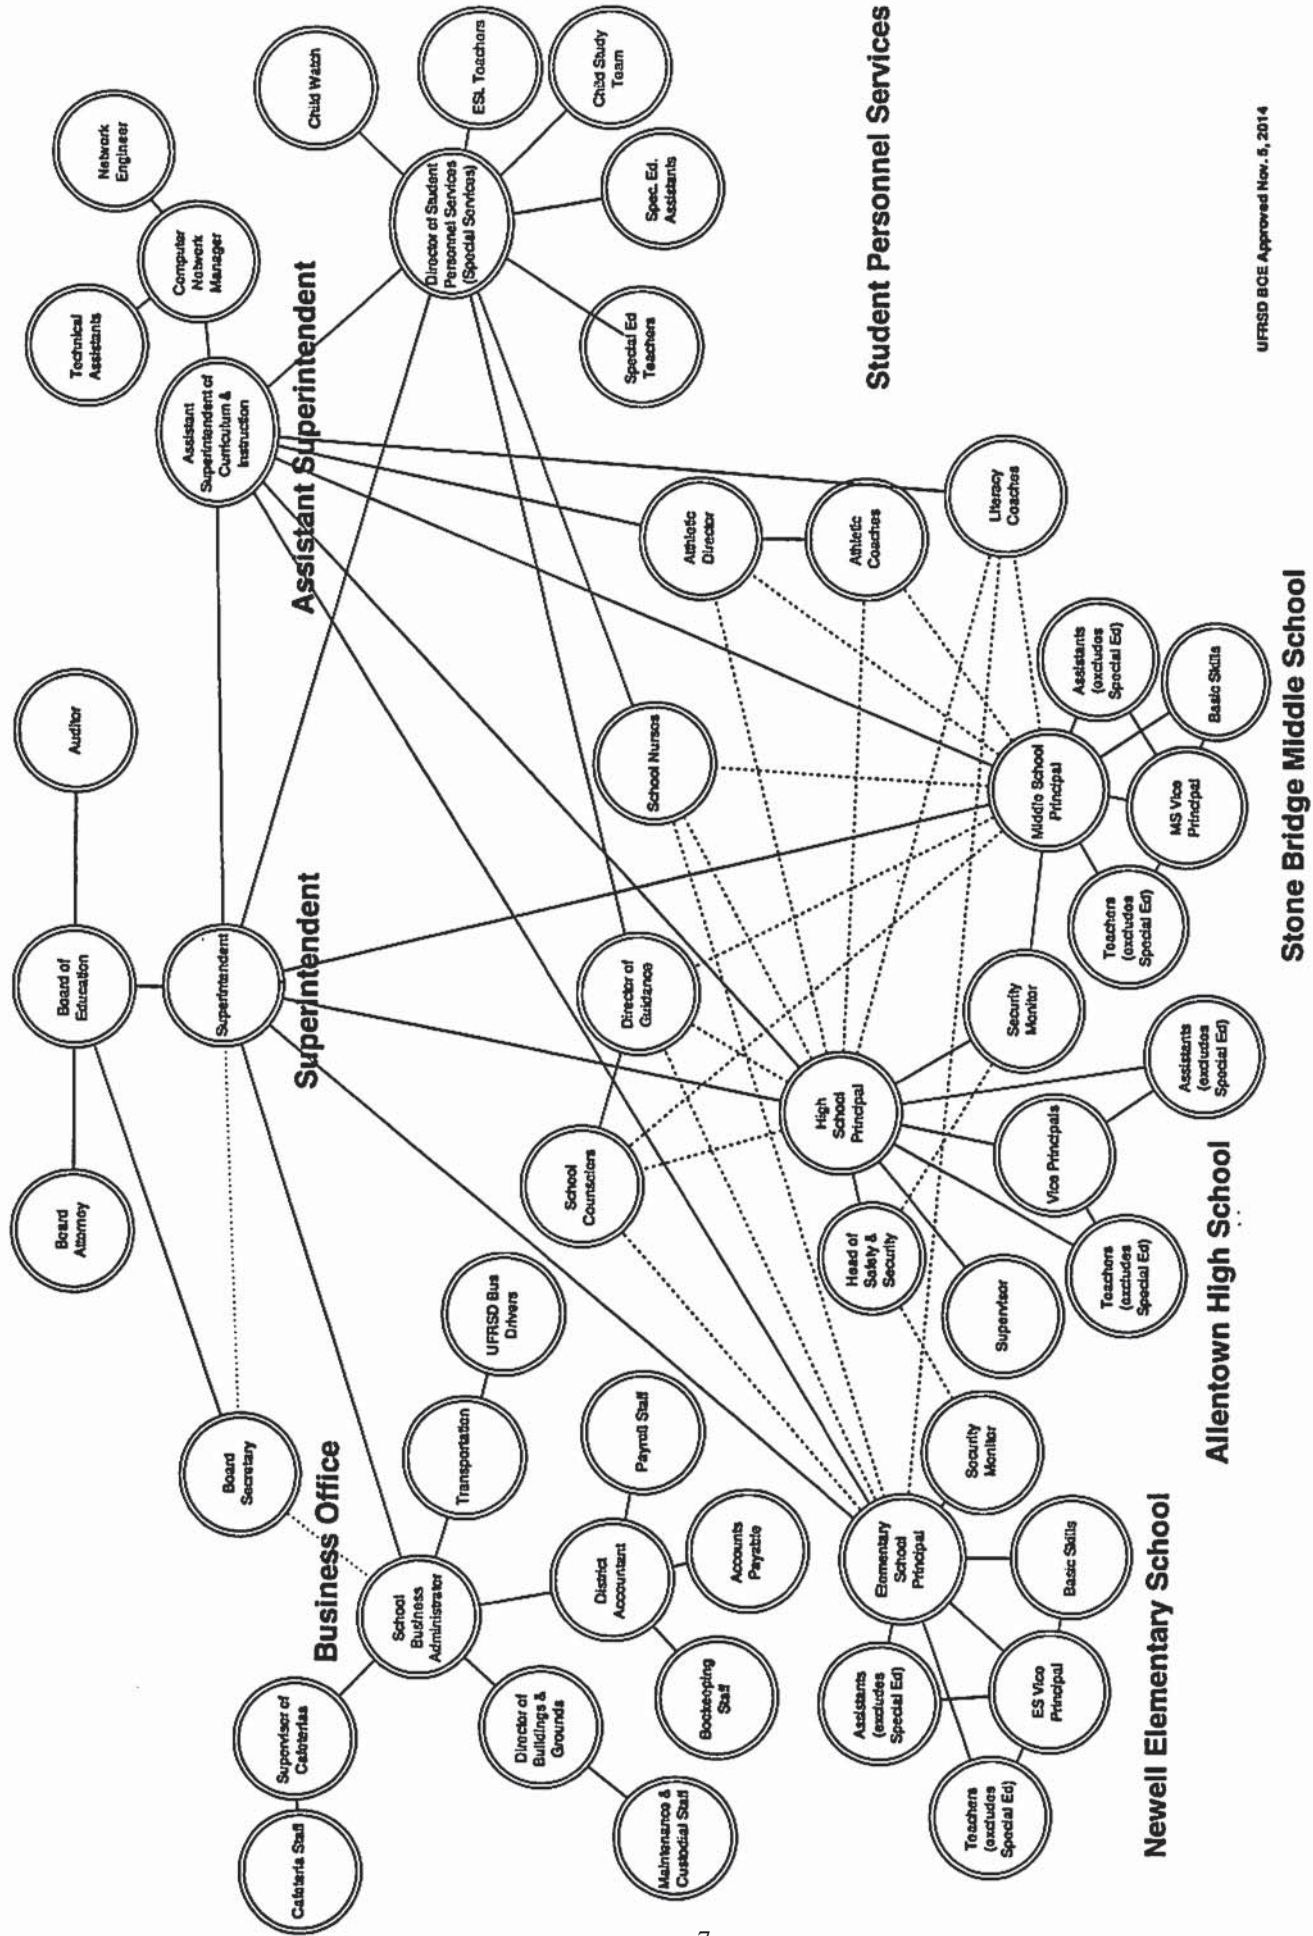 Board
Attorney
Board of
Education
Auditor
Technical
Assistants
Network
Engineer
Board
Secretary
Superintendent
Assistant
Superintendent of
Curriculum &
Instruction
Computer
Network
Manager
Cafeteria Staff
Supervisor of
Cafeterias
Business Office
Superintendent
Assistant Superintendent
Child Watch
School
Business
Administrator
Transportation
UFRSD Bus
Drivers
Director of Student
Personnel Services
(Special Services)
ESL Teachers
Child Study
Team
Spec. Ed.
Assistants
Special Ed
Teachers
Director of
Buildings &
Grounds
Maintenance &
Custodial Staff
District
Accountant
Payroll Staff
Accounts
Payable
Bookeeping
Staff
School
Counselors
Director of
Guidance
School Nurses
Athletic
Director
Athletic
Coaches
Literacy
Coaches
Student Personnel Services
Elementary
School
Principal
Security
Monitor
Assistants
(excludes
Special Ed)
Teachers
(excludes
Special Ed)
ES Vice
Principal
Basic Skills
Newell Elementary School
High
School
Principal
Head of
Safety &
Security
Supervisor
Security
Monitor
Teachers
(excludes
Special Ed)
Vice Principals
Assistants
(excludes
Special Ed)
Allentown High School
Middle School
Principal
Teachers
(excludes
Special Ed)
MS Vice
Principal
Assistants
(excludes
Special Ed)
Basic Skills
Stone Bridge Middle School
UFRSD BOE Approved Nov. 5, 2014
7